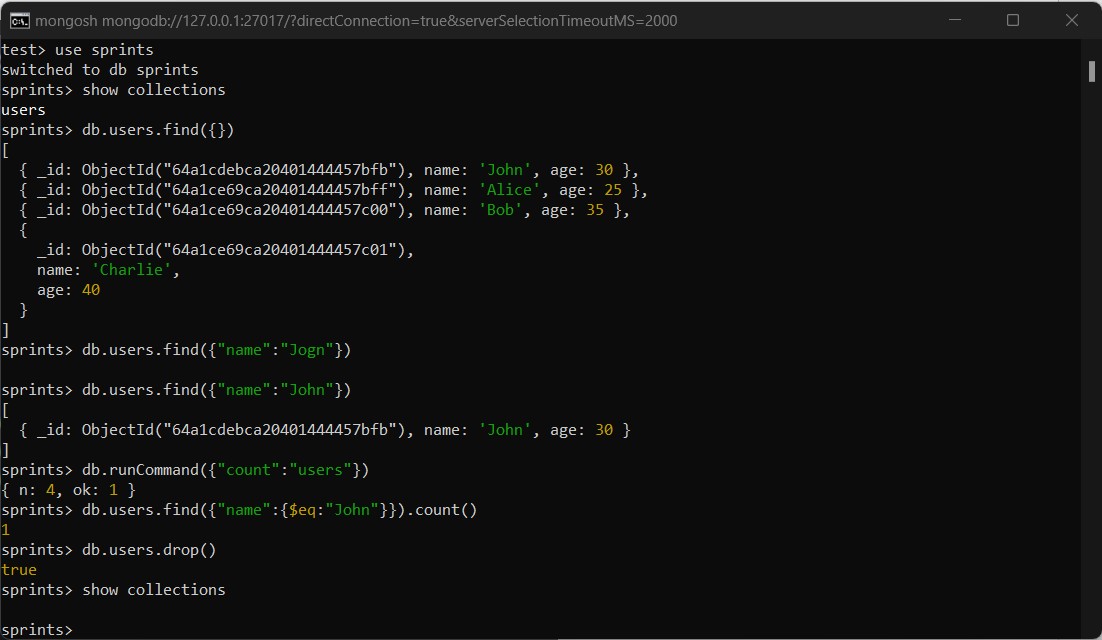 mongosh mongodb://127.0.0.1:27017/?directConnection=true&serverSelectionTimeoutMS=2000
test> use sprints
switched to db sprints
sprints> show collections
users
sprints> db.users.find({})
[
  { _id: ObjectId("64a1cdebca20401444457bfb"), name: 'John', age: 30 },
  { _id: ObjectId("64a1ce69ca20401444457bff"), name: 'Alice', age: 25 },
  { _id: ObjectId("64a1ce69ca20401444457c00"), name: 'Bob', age: 35 },
  {
    _id: ObjectId("64a1ce69ca20401444457c01"),
    name: 'Charlie',
    age: 40
  }
]
sprints> db.users.find({"name":"Jogn"})
sprints> db.users.find({"name":"John"})
[
  { _id: ObjectId("64a1cdebca20401444457bfb"), name: 'John', age: 30 }
]
sprints> db.runCommand({"count":"users"})
{ n: 4, ok: 1 }
sprints> db.users.find({"name":{$eq:"John"}}).count()
1
sprints> db.users.drop()
true
sprints> show collections
sprints>